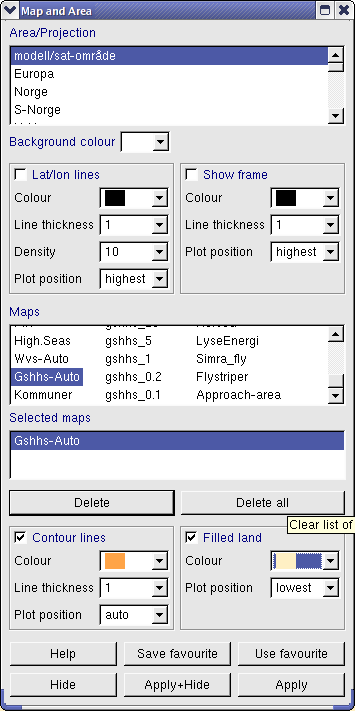 Map and Area
Area/Projection
modell/sat-område
Europa
Norge
S-Norge
Background colour
Lat/lon lines
Colour
Line thickness 1
Density 10
Plot position highest
Show frame
Colour
Line thickness 1
Plot position highest
Maps
High.Seas gshhs_5 LyseEnergi
Wvs-Auto gshhs_1 Simra_fly
Gshhs-Auto gshhs_0.2 Flystriper
Kommuner gshhs_0.1 Approach-area
Selected maps
Gshhs-Auto
Delete Delete all
Clear list of
Contour lines
Colour
Line thickness 1
Plot position auto
Filled land
Colour
Plot position lowest
Help Save favourite Use favourite
Hide Apply+Hide Apply